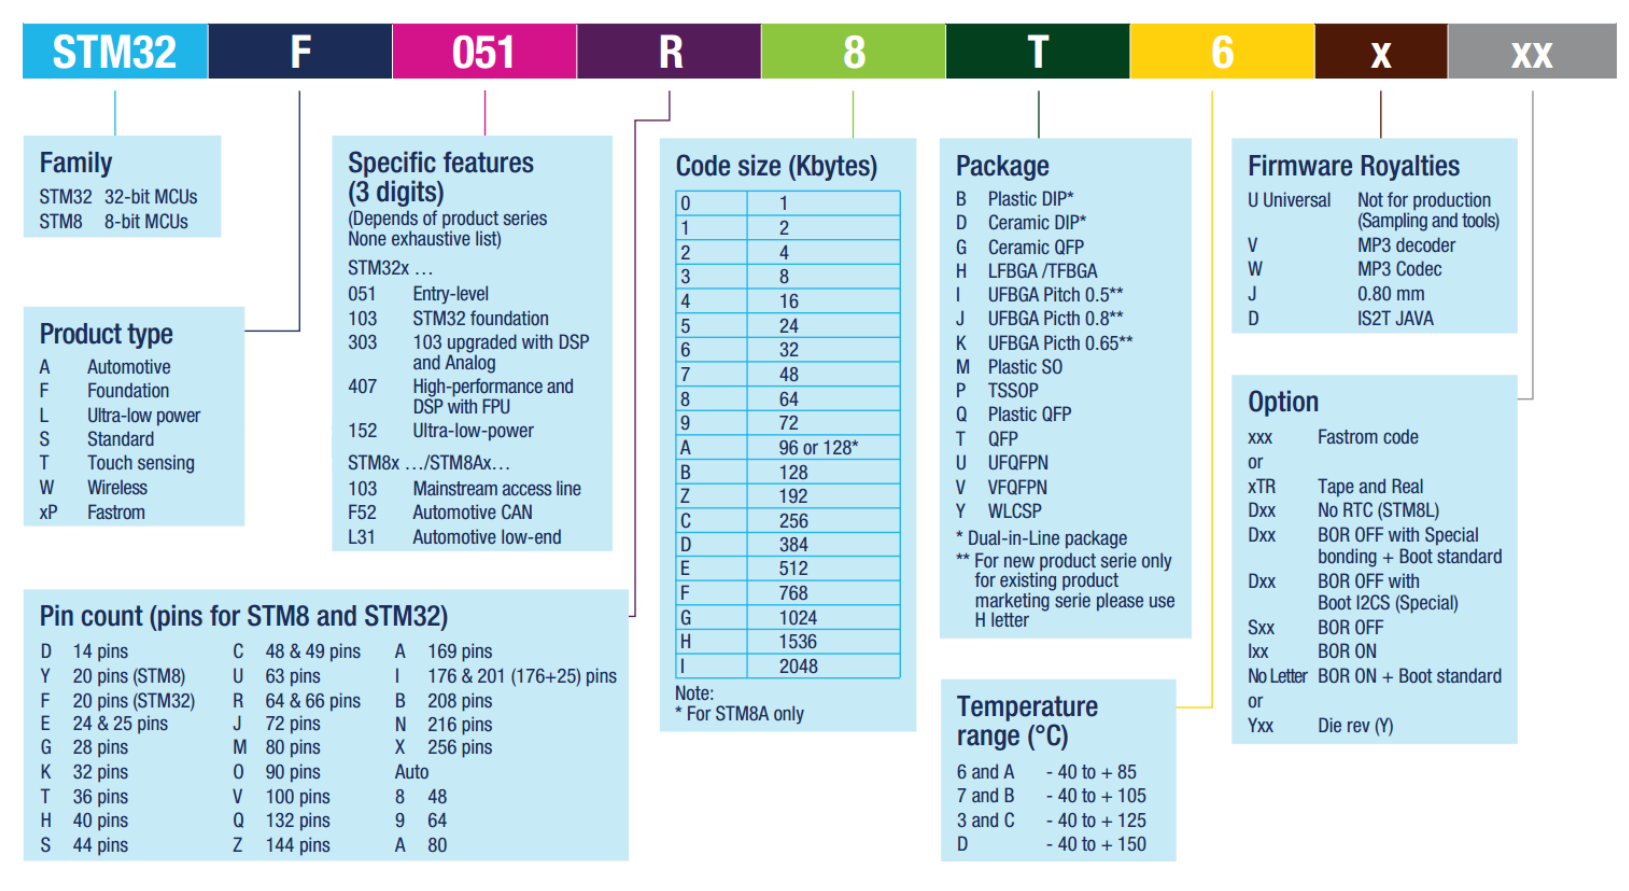 STM32 F 051 R 8 T 6 x xx
Family
STM32 32-bit MCUs
STM8 8-bit MCUs
Product type
A Automotive
F Foundation
L Ultra-low power
S Standard
T Touch sensing
W Wireless
xP Fastrom
Specific features
(3 digits)
(Depends of product series
None exhaustive list)
STM32x ...
051 Entry-level
103 STM32 foundation
303 103 upgraded with DSP
and Analog
407 High-performance and
DSP with FPU
152 Ultra-low-power
STM8x .../STM8Ax...
103 Mainstream access line
F52 Automotive CAN
L31 Automotive low-end
Pin count (pins for STM8 and STM32)
D 14 pins
Y 20 pins (STM8)
F 20 pins (STM32)
E 24 & 25 pins
G 28 pins
K 32 pins
T 36 pins
H 40 pins
S 44 pins
C 48 & 49 pins
U 63 pins
R 64 & 66 pins
J 72 pins
M 80 pins
O 90 pins
V 100 pins
Q 132 pins
Z 144 pins
A 169 pins
I 176 & 201 (176+25) pins
B 208 pins
N 216 pins
X 256 pins
Auto
8 48
9 64
A 80
Code size (Kbytes)
0 1
1 2
2 4
3 8
4 16
5 24
6 32
7 48
8 64
9 72
A 96 or 128*
B 128
Z 192
C 256
D 384
E 512
F 768
G 1024
H 1536
I 2048
Note:
* For STM8A only
Package
B Plastic DIP*
D Ceramic DIP*
G Ceramic QFP
H LFBGA /TFBGA
I UFBGA Pitch 0.5**
J UFBGA Picth 0.8**
K UFBGA Picth 0.65**
M Plastic SO
P TSSOP
Q Plastic QFP
T QFP
U UFQFPN
V VFQFPN
Y WLCSP
* Dual-in-Line package
** For new product serie only
for existing product
marketing serie please use
H letter
Temperature
range (°C)
6 and A - 40 to + 85
7 and B - 40 to + 105
3 and C - 40 to + 125
D - 40 to + 150
Firmware Royalties
U Universal Not for production
(Sampling and tools)
V MP3 decoder
W MP3 Codec
J 0.80 mm
D IS2T JAVA
Option
xxx Fastrom code
or
xTR Tape and Real
Dxx No RTC (STM8L)
Dxx BOR OFF with Special
bonding + Boot standard
Dxx BOR OFF with
Boot I2CS (Special)
Sxx BOR OFF
Ixx BOR ON
No Letter BOR ON + Boot standard
or
Yxx Die rev (Y)